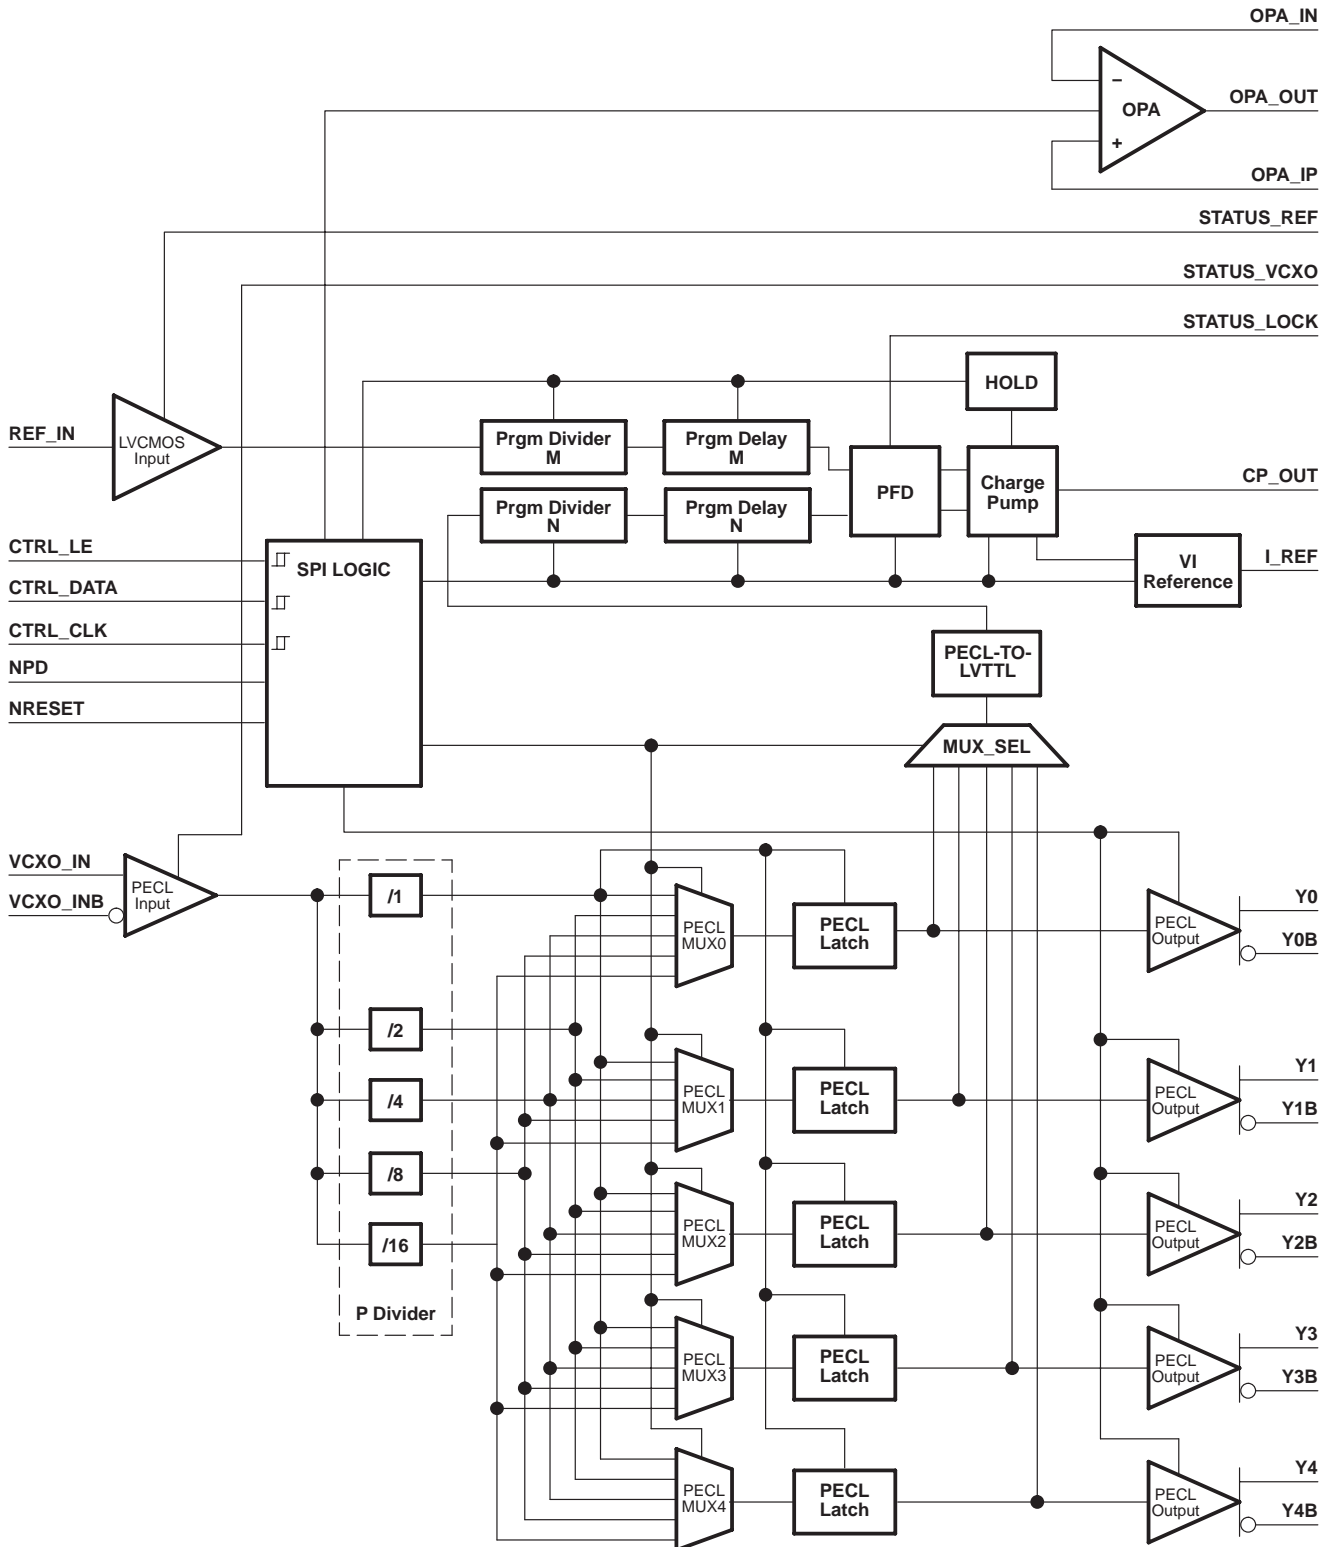 OPA_IN
−
OPA
OPA_OUT
+
OPA_IP
STATUS_REF
STATUS_VCXO
STATUS_LOCK
HOLD
REF_IN
LVCMOS
Input
Prgm Divider
M
Prgm Delay
M
PFD
Charge
Pump
CP_OUT
Prgm Divider
N
Prgm Delay
N
CTRL_LE
SPI LOGIC
VI
Reference
I_REF
CTRL_DATA
CTRL_CLK
NPD
NRESET
PECL-TO-
LVTTL
MUX_SEL
VCXO_IN
VCXO_INB
PECL
Input
/1
PECL
MUX0
PECL
Latch
PECL
Output
Y0
Y0B
/2
PECL
MUX1
PECL
Latch
PECL
Output
Y1
Y1B
/4
/8
PECL
MUX2
PECL
Latch
PECL
Output
Y2
Y2B
/16
P Divider
PECL
MUX3
PECL
Latch
PECL
Output
Y3
Y3B
PECL
MUX4
PECL
Latch
PECL
Output
Y4
Y4B